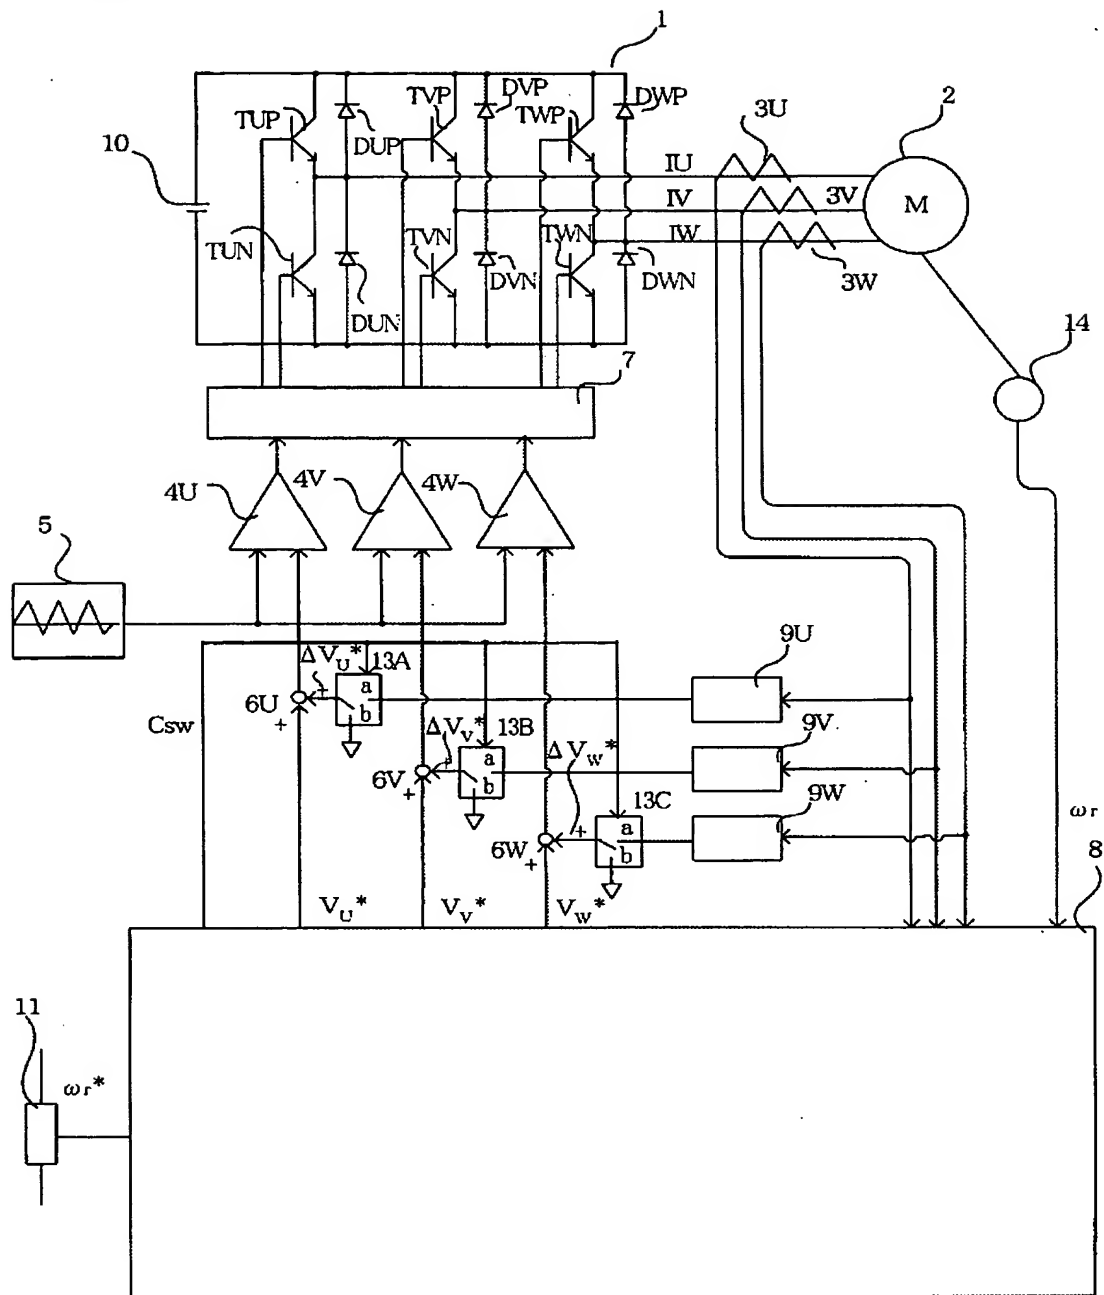 1
TUP
TVP
DVP
TWP
DWP
3U
2
10
DUP
IU
IV
3V
M
TUN
TVN
TWN
IW
3W
DUN
DVN
DWN
14
7
4U
4V
4W
5
9U
ΔVU*
13A
a
b
6U
+
+
Csw
9V
ΔVV*
13B
a
b
6V
+
+
9W
ΔVW*
13C
a
b
6W
+
+
ωr
8
VU*
VV*
VW*
11
ωr*